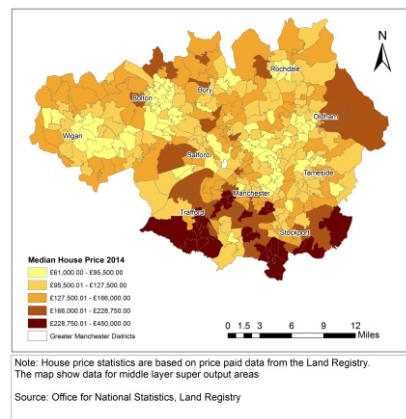 N
Rochdale
Bury
Bolton
Oldham
Wigan
Salford
Tameside
Manchester
Trafford
Stockport
Median House Price 2014
£61,000.00 - £95,500.00
£95,500.01 - £127,500.00
£127,500.01 - £166,000.00
£166,000.01 - £228,750.00
£228,750.01 - £450,000.00
Greater Manchester Districts
0 1.5 3 6 9 12
Miles
Note: House price statistics are based on price paid data from the Land Registry.
The map show data for middle layer super output areas
Source: Office for National Statistics, Land Registry